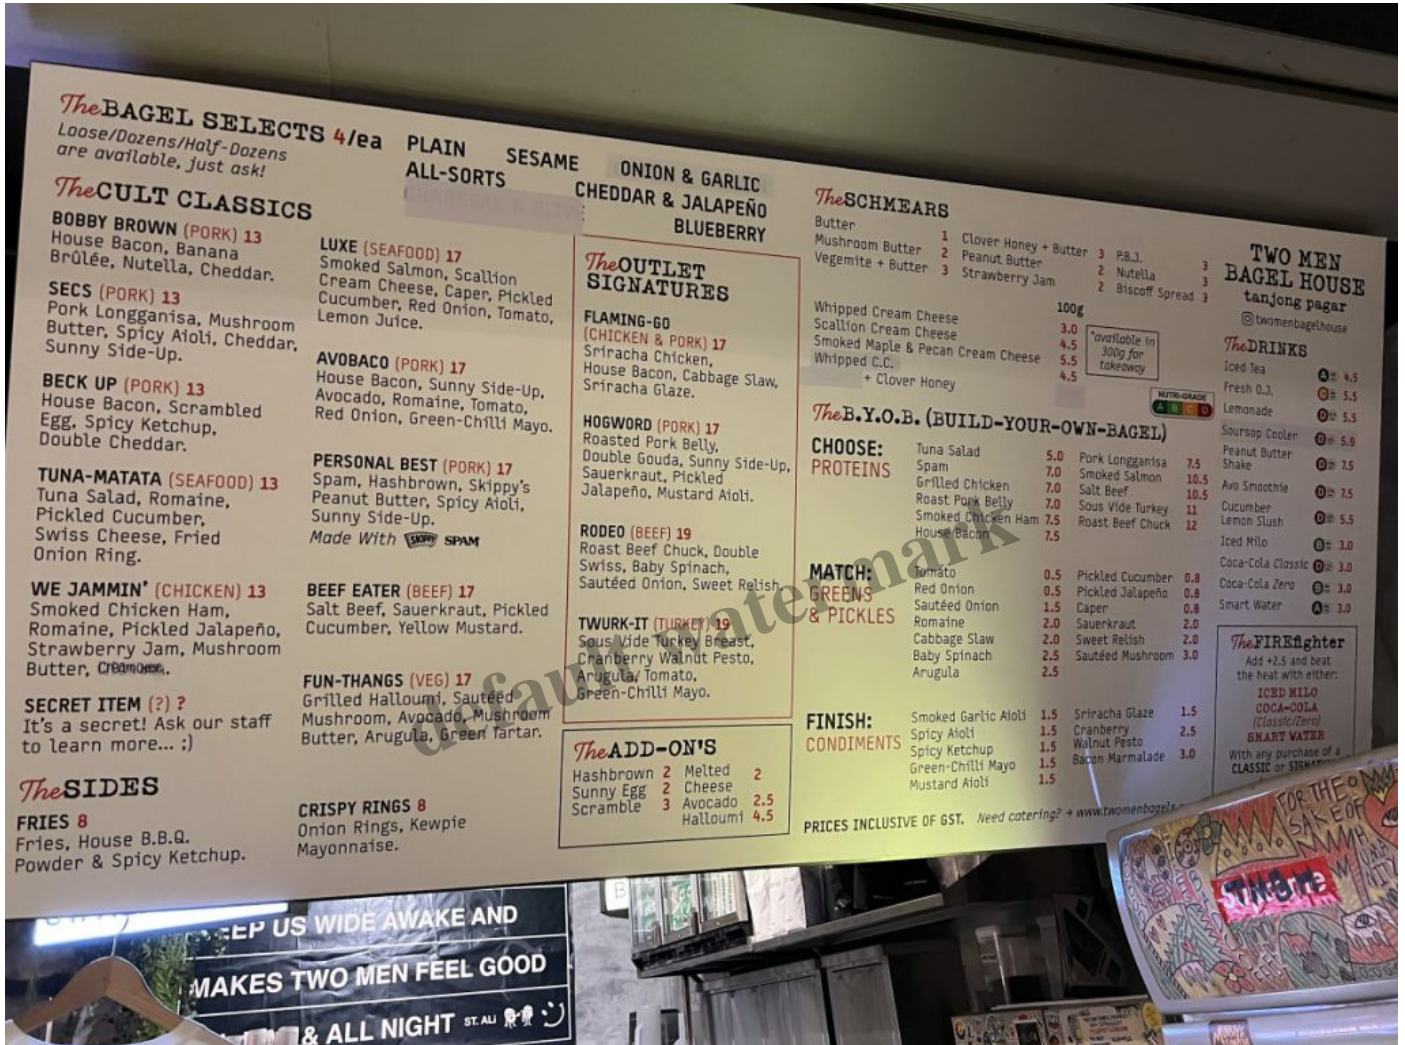 The BAGEL SELECTS 4/ea
Loose/Dozens/Half-Dozens
are available, just ask!
PLAIN SESAME ONION & GARLIC
ALL-SORTS CHEDDAR & JALAPEÑO
BLUEBERRY
The CULT CLASSICS
BOBBY BROWN (PORK) 13
House Bacon, Banana
Brûlée, Nutella, Cheddar.
SECS (PORK) 13
Pork Longganisa, Mushroom
Butter, Spicy Aioli, Cheddar,
Sunny Side-Up.
BECK UP (PORK) 13
House Bacon, Scrambled
Egg, Spicy Ketchup,
Double Cheddar.
TUNA-MATATA (SEAFOOD) 13
Tuna Salad, Romaine,
Pickled Cucumber,
Swiss Cheese, Fried
Onion Ring.
WE JAMMIN' (CHICKEN) 13
Smoked Chicken Ham,
Romaine, Pickled Jalapeño,
Strawberry Jam, Mushroom
Butter,
SECRET ITEM (?) ?
It's a secret! Ask our staff
to learn more... ;)
LUXE (SEAFOOD) 17
Smoked Salmon, Scallion
Cream Cheese, Caper, Pickled
Cucumber, Red Onion, Tomato,
Lemon Juice.
AVOBACO (PORK) 17
House Bacon, Sunny Side-Up,
Avocado, Romaine, Tomato,
Red Onion, Green-Chilli Mayo.
PERSONAL BEST (PORK) 17
Spam, Hashbrown, Skippy's
Peanut Butter, Spicy Aioli,
Sunny Side-Up.
Made With SKIPPY SPAM
BEEF EATER (BEEF) 17
Salt Beef, Sauerkraut, Pickled
Cucumber, Yellow Mustard.
FUN-THANGS (VEG) 17
Grilled Halloumi, Sautéed
Mushroom, Avocado, Mushroom
Butter, Arugula, Green Tartar.
The SIDES
FRIES 8
Fries, House B.B.Q.
Powder & Spicy Ketchup.
CRISPY RINGS 8
Onion Rings, Kewpie
Mayonnaise.
The OUTLET
SIGNATURES
FLAMING-GO
(CHICKEN & PORK) 17
Sriracha Chicken,
House Bacon, Cabbage Slaw,
Sriracha Glaze.
HOGWORD (PORK) 17
Roasted Pork Belly,
Double Gouda, Sunny Side-Up,
Sauerkraut, Pickled
Jalapeño, Mustard Aioli.
RODEO (BEEF) 19
Roast Beef Chuck, Double
Swiss, Baby Spinach,
Sautéed Onion, Sweet Relish.
TWURK-IT (TURKEY) 19
Sous Vide Turkey Breast,
Cranberry Walnut Pesto,
Arugula, Tomato,
Green-Chilli Mayo.
The ADD-ON'S
Hashbrown 2
Sunny Egg 2
Scramble 3
Melted Cheese 2
Avocado 2.5
Halloumi 4.5
The SCHMEARS
Butter 1
Mushroom Butter 2
Vegemite + Butter 3
Clover Honey + Butter 3
Peanut Butter 2
Strawberry Jam 2
P.B.J. 3
Nutella 3
Biscoff Spread 3
100g
Whipped Cream Cheese 3.0
Scallion Cream Cheese 4.5
Smoked Maple & Pecan Cream Cheese 5.5
Whipped C.C.
+ Clover Honey 4.5
*available in
300g for
takeaway
NUTRI-GRADE
A B C D
The B.Y.O.B. (BUILD-YOUR-OWN-BAGEL)
CHOOSE:
PROTEINS
Tuna Salad 5.0
Spam 7.0
Grilled Chicken 7.0
Roast Pork Belly 7.0
Smoked Chicken Ham 7.5
House Bacon 7.5
Pork Longganisa 7.5
Smoked Salmon 10.5
Salt Beef 10.5
Sous Vide Turkey 11
Roast Beef Chuck 12
MATCH:
GREENS
& PICKLES
Tomato 0.5
Red Onion 0.5
Sautéed Onion 1.5
Romaine 2.0
Cabbage Slaw 2.0
Baby Spinach 2.5
Arugula 2.5
Pickled Cucumber 0.8
Pickled Jalapeño 0.8
Caper 0.8
Sauerkraut 2.0
Sweet Relish 2.0
Sautéed Mushroom 3.0
FINISH:
CONDIMENTS
Smoked Garlic Aioli 1.5
Spicy Aioli 1.5
Spicy Ketchup 1.5
Green-Chilli Mayo 1.5
Mustard Aioli 1.5
Sriracha Glaze 1.5
Cranberry
Walnut Pesto 2.5
Bacon Marmalade 3.0
PRICES INCLUSIVE OF GST. Need catering? → www.twomenbagels
TWO MEN
BAGEL HOUSE
tanjong pagar
twomenbagelhouse
The DRINKS
Iced Tea A 4.5
Fresh O.J. C 5.5
Lemonade D 5.5
Soursop Cooler D 5.9
Peanut Butter
Shake D 7.5
Avo Smoothie D 7.5
Cucumber
Lemon Slush D 5.5
Iced Milo B 3.0
Coca-Cola Classic D 3.0
Coca-Cola Zero B 3.0
Smart Water A 3.0
The FIREfighter
Add +2.5 and beat
the heat with either:
ICED MILO
COCA-COLA
(Classic/Zero)
SMART WATER
With any purchase of a
CLASSIC or
default watermark
FOR THE
SAKE OF
EEP US WIDE AWAKE AND
MAKES TWO MEN FEEL GOOD
& ALL NIGHT ST. ALi